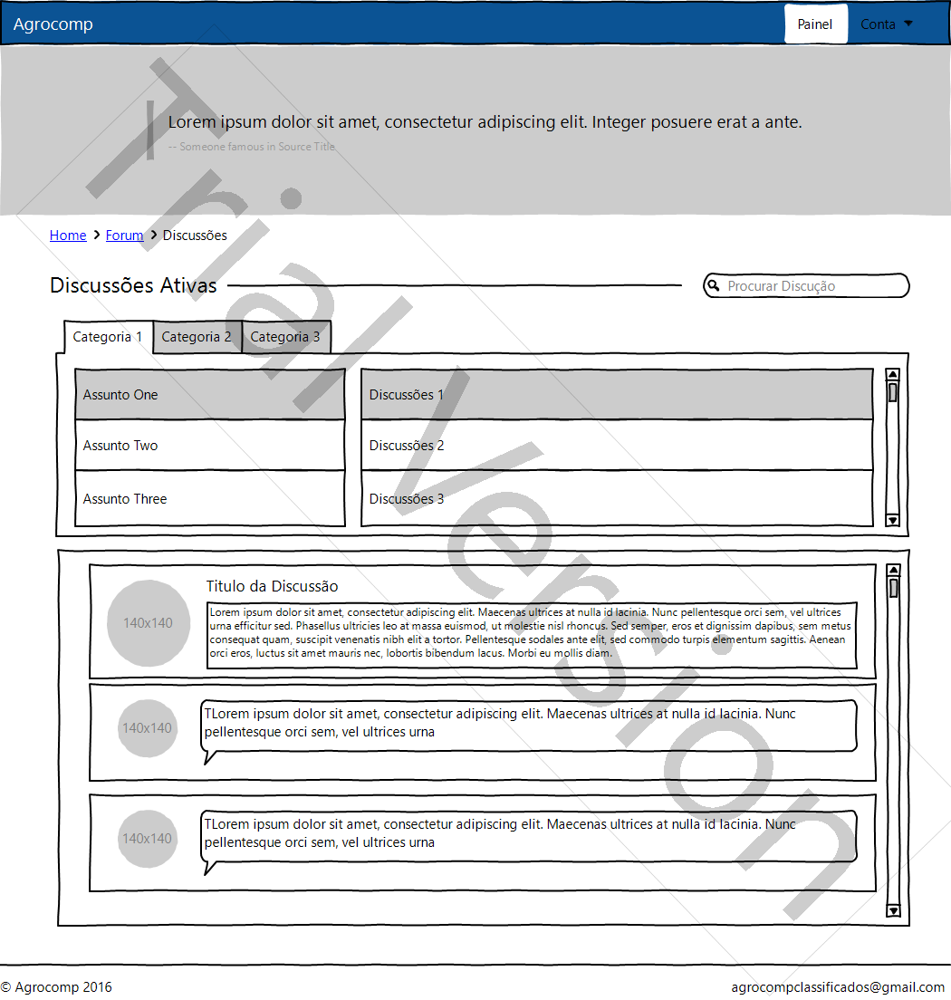 Agrocomp
Painel
Conta
Lorem ipsum dolor sit amet, consectetur adipiscing elit. Integer posuere erat a ante.
-- Someone famous in Source Title
Home
Forum
Discussões
Discussões Ativas
Procurar Discução
Categoria 1
Categoria 2
Categoria 3
Assunto One
Discussões 1
Assunto Two
Discussões 2
Assunto Three
Discussões 3
140x140
Titulo da Discussão
Lorem ipsum dolor sit amet, consectetur adipiscing elit. Maecenas ultrices at nulla id lacinia. Nunc pellentesque orci sem, vel ultrices
urna efficitur sed. Phasellus ultricies leo at massa euismod, ut molestie nisl rhoncus. Sed semper, eros et dignissim dapibus, sem metus
consequat quam, suscipit venenatis nibh elit a tortor. Pellentesque sodales ante elit, sed commodo turpis elementum sagittis. Aenean
orci eros, luctus sit amet mauris nec, lobortis bibendum lacus. Morbi eu mollis diam.
140x140
TLorem ipsum dolor sit amet, consectetur adipiscing elit. Maecenas ultrices at nulla id lacinia. Nunc
pellentesque orci sem, vel ultrices urna
140x140
TLorem ipsum dolor sit amet, consectetur adipiscing elit. Maecenas ultrices at nulla id lacinia. Nunc
pellentesque orci sem, vel ultrices urna
© Agrocomp 2016
agrocompclassificados@gmail.com
Trial Version